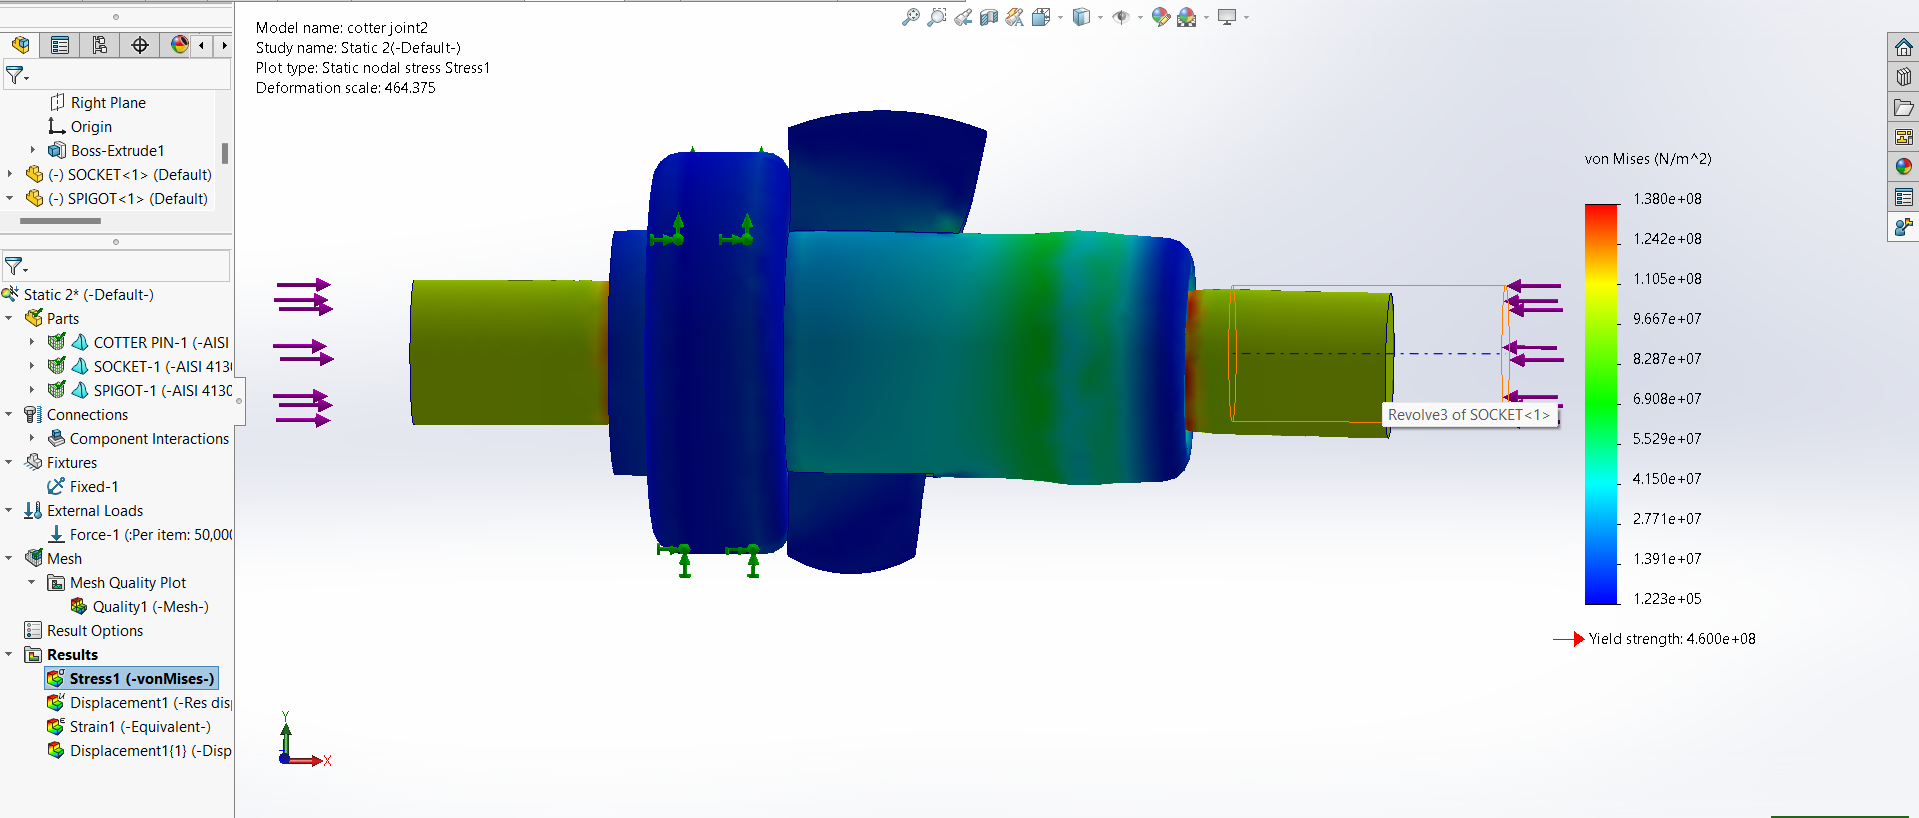 Model name: cotter joint2
Study name: Static 2(-Default-)
Plot type: Static nodal stress Stress1
Deformation scale: 464.375
Right Plane
Origin
Boss-Extrude1
(-) SOCKET<1> (Default)
(-) SPIGOT<1> (Default)
Static 2* (-Default-)
Parts
COTTER PIN-1 (-AISI
SOCKET-1 (-AISI 4130
SPIGOT-1 (-AISI 4130
Connections
Component Interactions
Fixtures
Fixed-1
External Loads
Force-1 (:Per item: 50,000
Mesh
Mesh Quality Plot
Quality1 (-Mesh-)
Result Options
Results
Stress1 (-vonMises-)
Displacement1 (-Res dis
Strain1 (-Equivalent-)
Displacement1{1} (-Disp
Y
X
Revolve3 of SOCKET<1>
von Mises (N/m^2)
1.380e+08
1.242e+08
1.105e+08
9.667e+07
8.287e+07
6.908e+07
5.529e+07
4.150e+07
2.771e+07
1.391e+07
1.223e+05
Yield strength: 4.600e+08